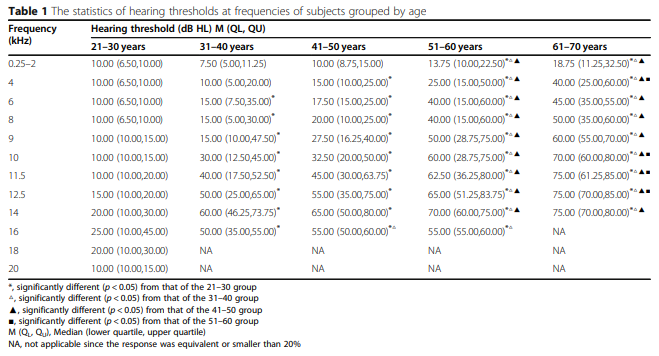 Table 1 The statistics of hearing thresholds at frequencies of subjects grouped by age
Frequency (kHz) Hearing threshold (dB HL) M (QL, QU)
21–30 years 31–40 years 41–50 years 51–60 years 61–70 years
0.25–2 10.00 (6.50,10.00) 7.50 (5.00,11.25) 10.00 (8.75,15.00) 13.75 (10.00,22.50)*▵▲ 18.75 (11.25,32.50)*▵▲
4 10.00 (6.50,10.00) 10.00 (5.00,20.00) 15.00 (10.00,25.00)* 25.00 (15.00,50.00)*▵▲ 40.00 (25.00,60.00)*▵▲■
6 10.00 (6.50,10.00) 15.00 (7.50,35.00)* 17.50 (15.00,25.00)* 40.00 (15.00,60.00)*▵▲ 45.00 (35.00,55.00)*▵▲
8 10.00 (6.50,10.00) 15.00 (5.00,30.00)* 20.00 (10.00,25.00)* 40.00 (15.00,60.00)*▵▲ 50.00 (35.00,60.00)*▵▲
9 10.00 (10.00,15.00) 15.00 (10.00,47.50)* 27.50 (16.25,40.00)* 50.00 (28.75,75.00)*▵▲ 60.00 (55.00,70.00)*▵▲
10 10.00 (10.00,15.00) 30.00 (12.50,45.00)* 32.50 (20.00,50.00)* 60.00 (28.75,75.00)*▵▲ 70.00 (60.00,80.00)*▵▲■
11.5 10.00 (10.00,20.00) 40.00 (17.50,52.50)* 45.00 (30.00,63.75)* 62.50 (36.25,80.00)*▵▲ 75.00 (61.25,85.00)*▵▲■
12.5 15.00 (10.00,20.00) 50.00 (25.00,65.00)* 55.00 (35.00,75.00)* 65.00 (51.25,83.75)*▵▲ 75.00 (70.00,85.00)*▵▲■
14 20.00 (10.00,30.00) 60.00 (46.25,73.75)* 65.00 (50.00,80.00)* 70.00 (60.00,75.00)*▵▲ 75.00 (70.00,80.00)*▵▲
16 25.00 (10.00,45.00) 50.00 (35.00,55.00)* 55.00 (50.00,60.00)*▵ 55.00 (55.00,60.00)*▵ NA
18 20.00 (10.00,30.00) NA NA NA NA
20 10.00 (10.00,15.00) NA NA NA NA
*, significantly different (p < 0.05) from that of the 21–30 group
▵, significantly different (p < 0.05) from that of the 31–40 group
▲, significantly different (p < 0.05) from that of the 41–50 group
■, significantly different (p < 0.05) from that of the 51–60 group
M (QL, QU), Median (lower quartile, upper quartile)
NA, not applicable since the response was equivalent or smaller than 20%